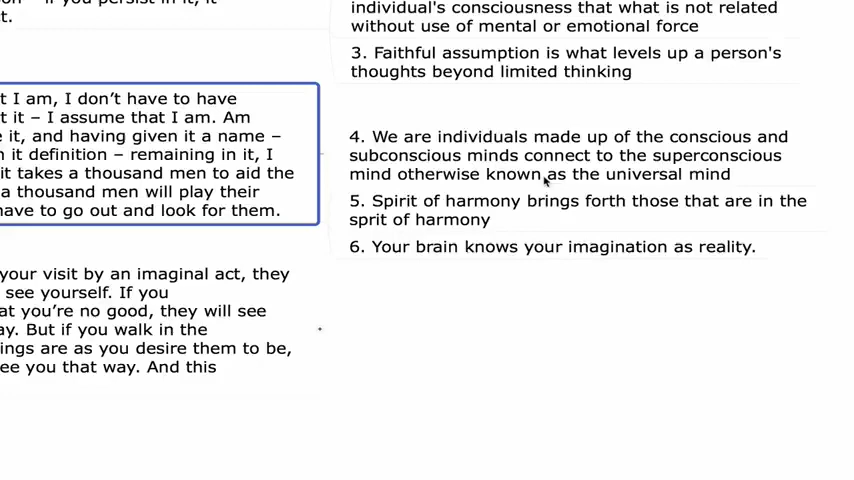 on – if you persist in it, it
ct.
t I am, I don’t have to have
t it – I assume that I am. Am
e it, and having given it a name –
n it definition – remaining in it, I
it takes a thousand men to aid the
a thousand men will play their
have to go out and look for them.
your visit by an imaginal act, they
see yourself. If you
at you’re no good, they will see
ay. But if you walk in the
ings are as you desire them to be,
ee you that way. And this
individual's consciousness that what is not related
without use of mental or emotional force
3. Faithful assumption is what levels up a person's
thoughts beyond limited thinking
4. We are individuals made up of the conscious and
subconscious minds connect to the superconscious
mind otherwise known as the universal mind
5. Spirit of harmony brings forth those that are in the
sprit of harmony
6. Your brain knows your imagination as reality.